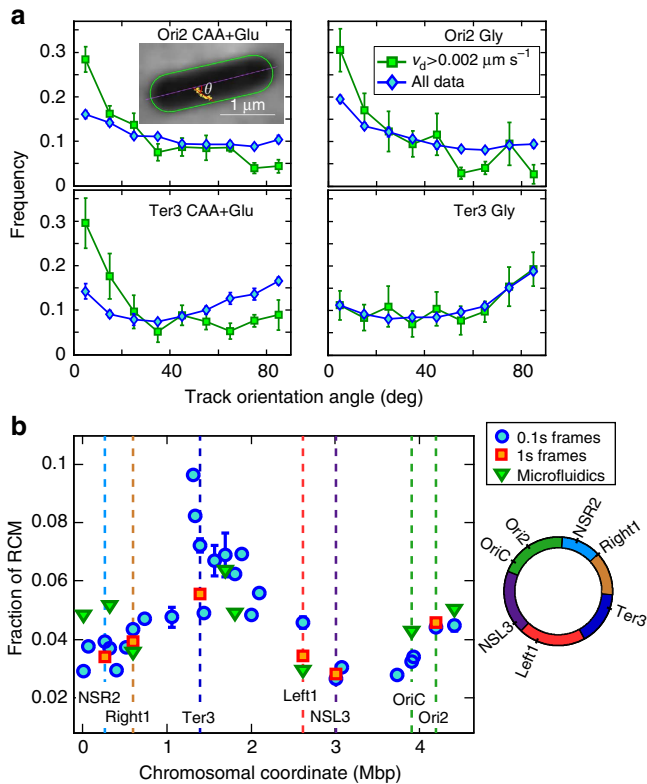 a
Ori2 CAA+Glu
Ori2 Gly
0.3
0.2
0.1
0
θ
1 μm
vd>0.002 μm s−1
All data
Frequency
Ter3 CAA+Glu
Ter3 Gly
0.3
0.2
0.1
0
0 40 80
0 40 80
Track orientation angle (deg)
b
0.1
0.08
0.06
0.04
0.02
Fraction of RCM
NSR2
Right1
Ter3
Left1
NSL3
OriC
Ori2
0 1 2 3 4
Chromosomal coordinate (Mbp)
0.1s frames
1s frames
Microfluidics
Ori2
NSR2
Right1
OriC
Ter3
NSL3
Left1